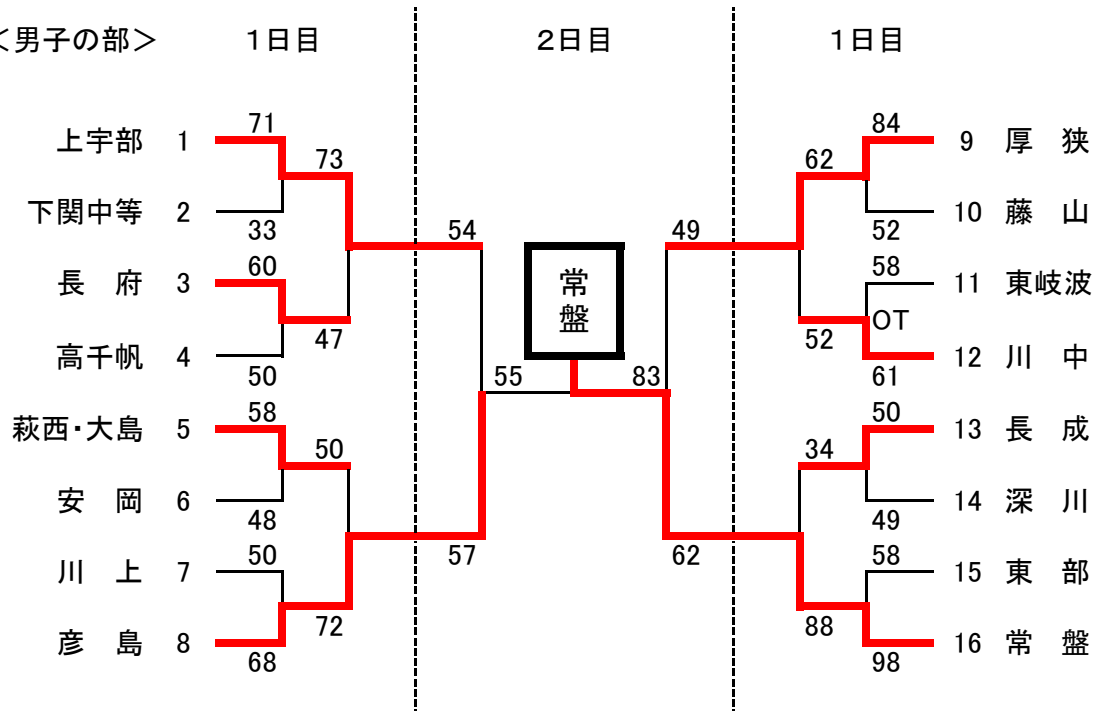 ＜男子の部＞ 1日目 2日目 1日目
71 84
上宇部 1 73 62 9 厚 狭
下関中等 2 54 49 10 藤 山
33 52
60 58
長 府 3 常盤 11 東岐波
47 52 OT
高千帆 4 12 川 中
50 55 83 61
58 50
萩西・大島 5 50 34 13 長 成
安 岡 6 14 深 川
48 49
50 57 62 58
川 上 7 15 東 部
72 88
彦 島 8 16 常 盤
68 98